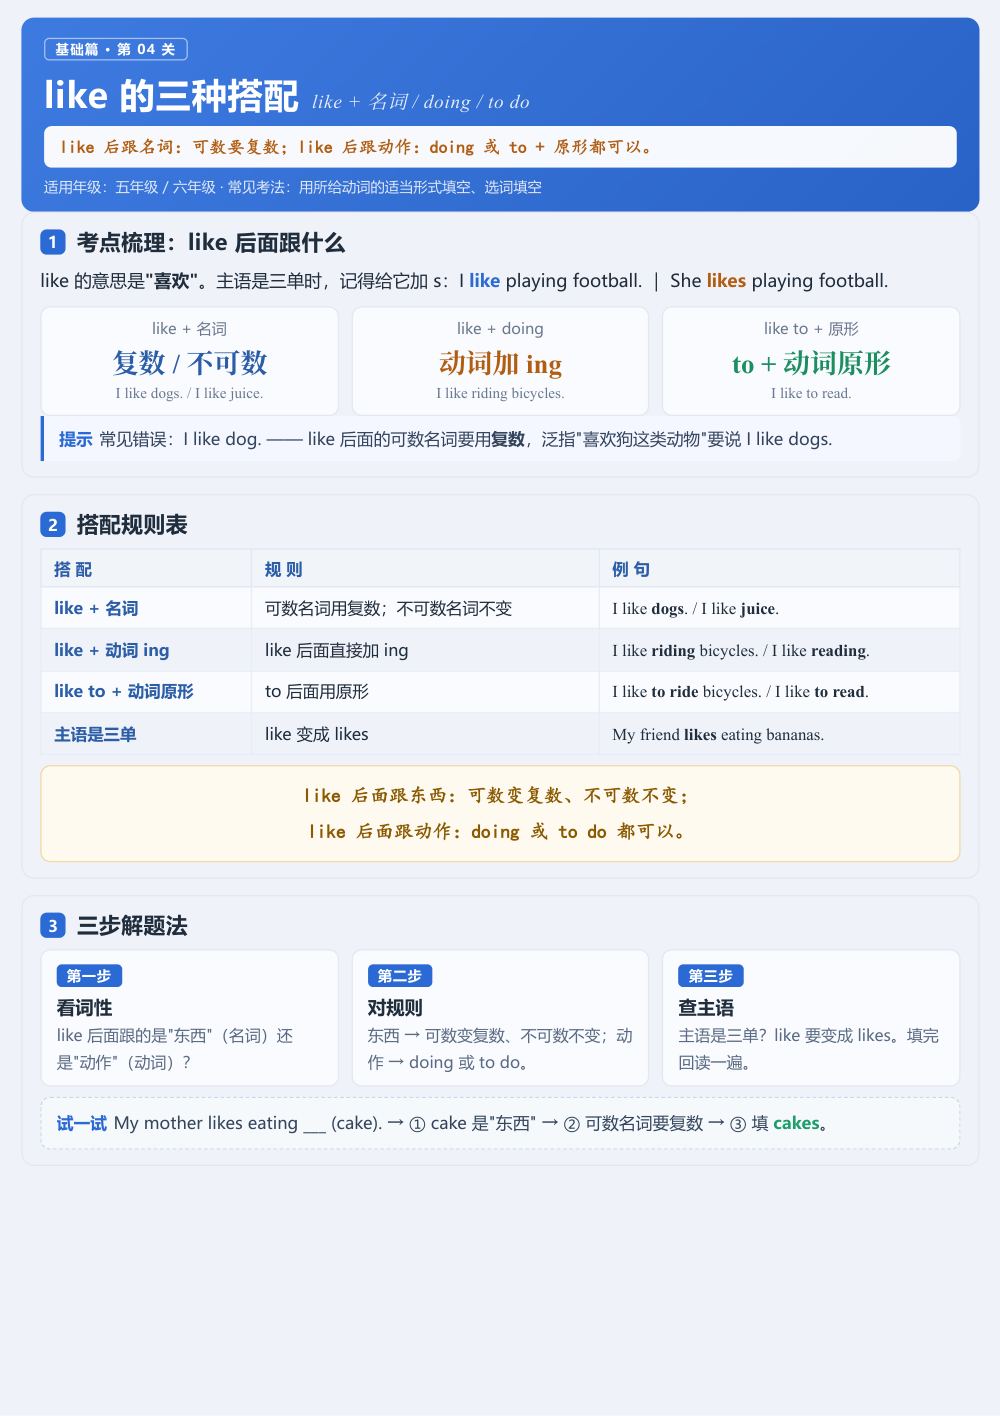 基础篇 · 第 04 关
like 的三种搭配 like + 名词 / doing / to do
like 后跟名词：可数要复数；like 后跟动作：doing 或 to + 原形都可以。
适用年级：五年级 / 六年级 · 常见考法：用所给动词的适当形式填空、选词填空
1 考点梳理：like 后面跟什么
like 的意思是"喜欢"。主语是三单时，记得给它加 s：I like playing football. | She likes playing football.
like + 名词
复数 / 不可数
I like dogs. / I like juice.
like + doing
动词加 ing
I like riding bicycles.
like to + 原形
to + 动词原形
I like to read.
提示 常见错误：I like dog. —— like 后面的可数名词要用复数，泛指"喜欢狗这类动物"要说 I like dogs.
2 搭配规则表
搭 配 规 则 例 句
like + 名词 可数名词用复数；不可数名词不变 I like dogs. / I like juice.
like + 动词 ing like 后面直接加 ing I like riding bicycles. / I like reading.
like to + 动词原形 to 后面用原形 I like to ride bicycles. / I like to read.
主语是三单 like 变成 likes My friend likes eating bananas.
like 后面跟东西：可数变复数、不可数不变；
like 后面跟动作：doing 或 to do 都可以。
3 三步解题法
第一步
看词性
like 后面跟的是"东西"（名词）还
是"动作"（动词）？
第二步
对规则
东西 → 可数变复数、不可数不变；动
作 → doing 或 to do。
第三步
查主语
主语是三单？like 要变成 likes。填完
回读一遍。
试一试 My mother likes eating ___ (cake). → ① cake 是"东西" → ② 可数名词要复数 → ③ 填 cakes。